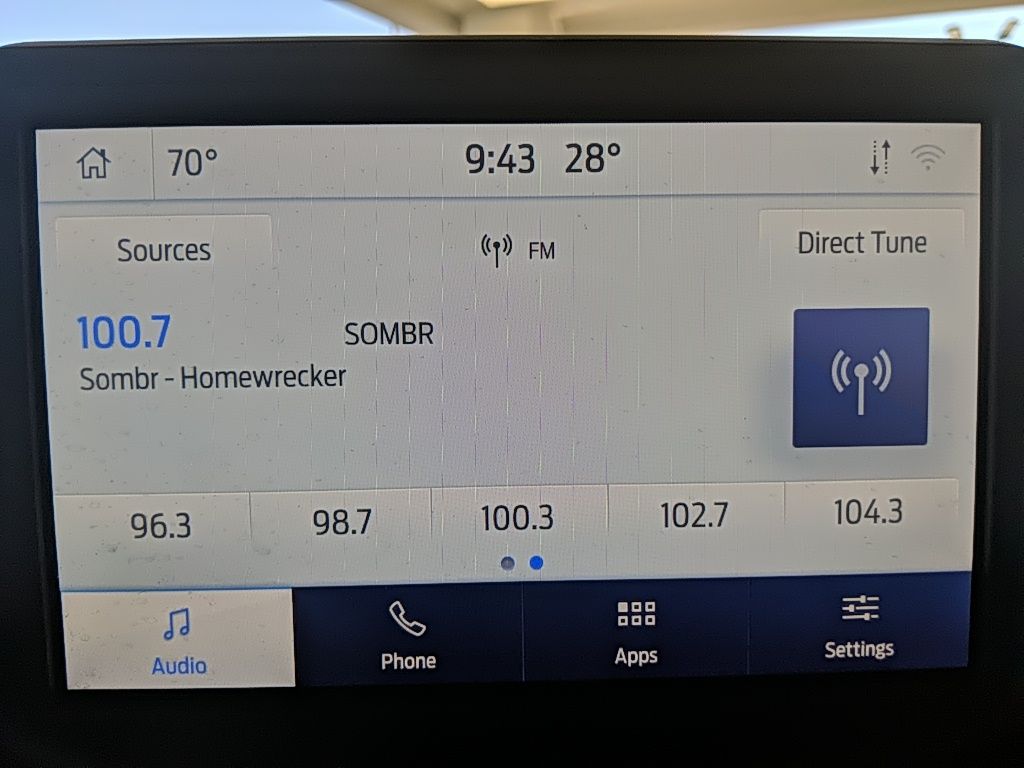 70° 9:43 28°
Sources FM Direct Tune
100.7 SOMBR
Sombr - Homewrecker
96.3 98.7 100.3 102.7 104.3
Audio Phone Apps Settings